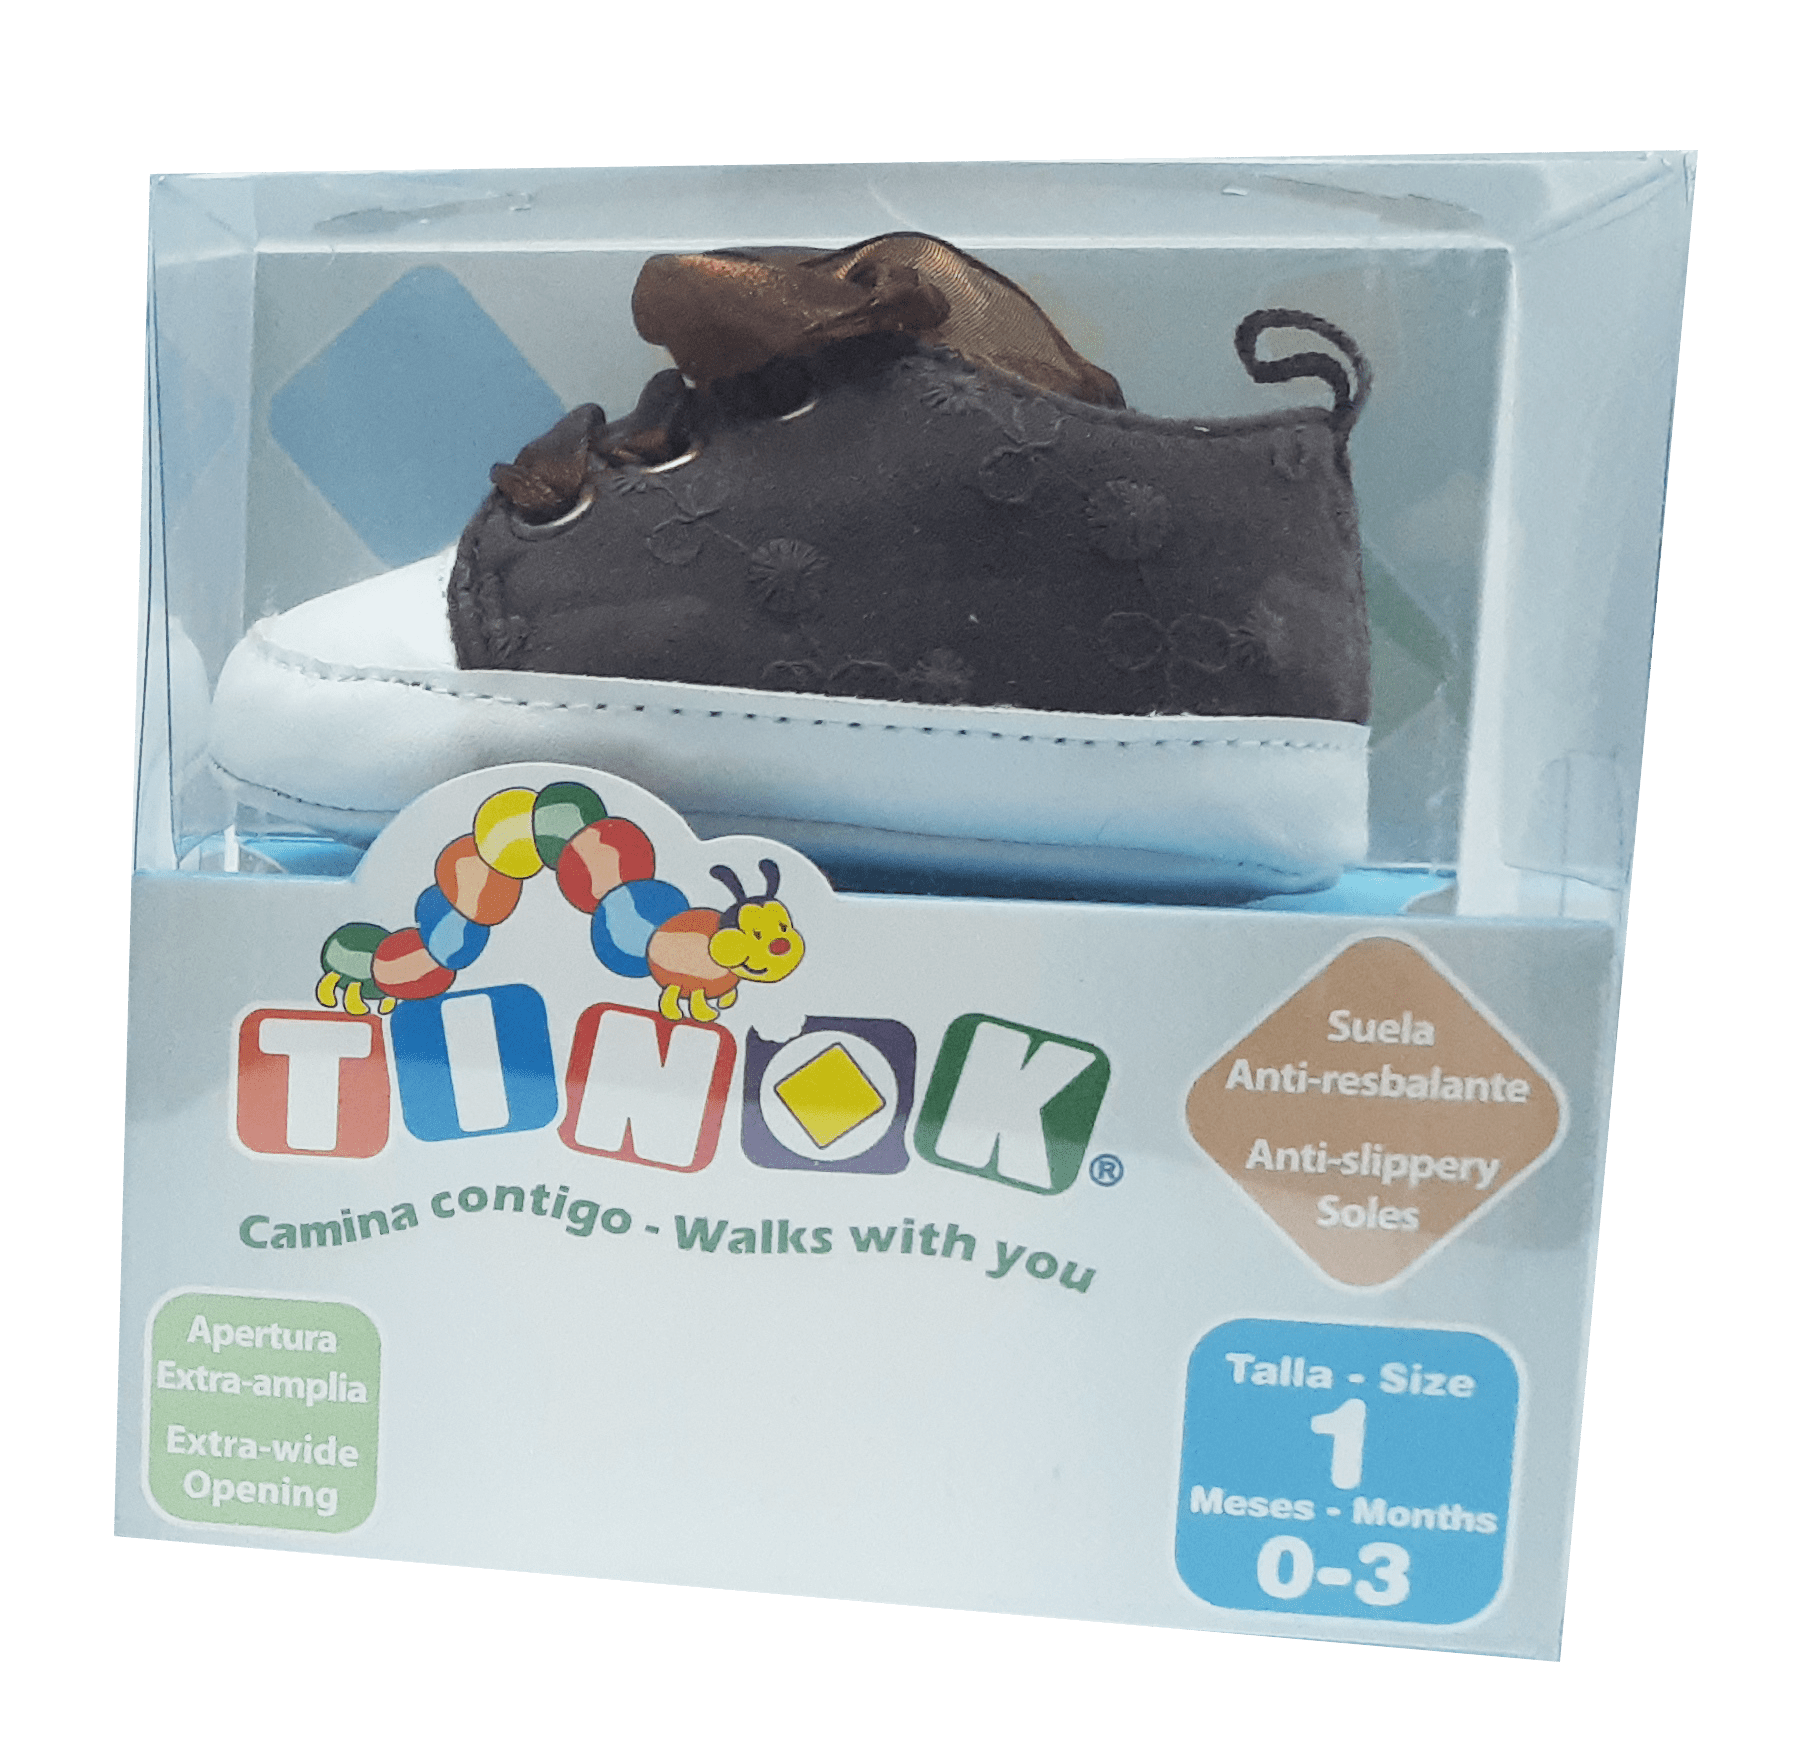 TINOK®
Camina contigo - Walks with you
Suela
Anti-resbalante
Anti-slippery
Soles
Apertura
Extra-amplia
Extra-wide
Opening
Talla - Size
1
Meses - Months
0-3